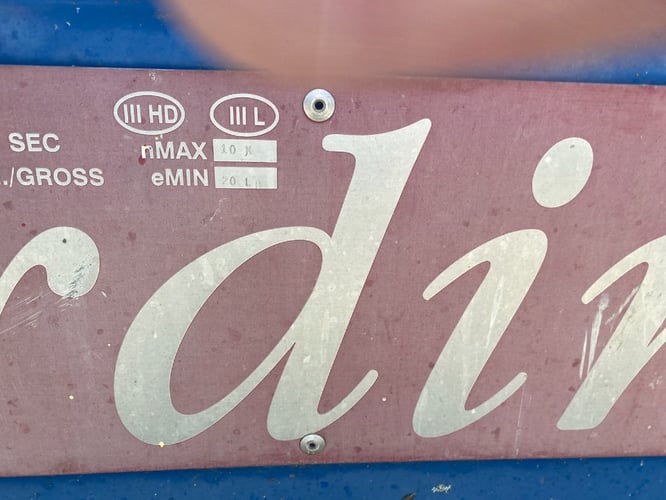 III HD III L
SEC nMAX 10 K
./GROSS eMIN 20 L
rdin